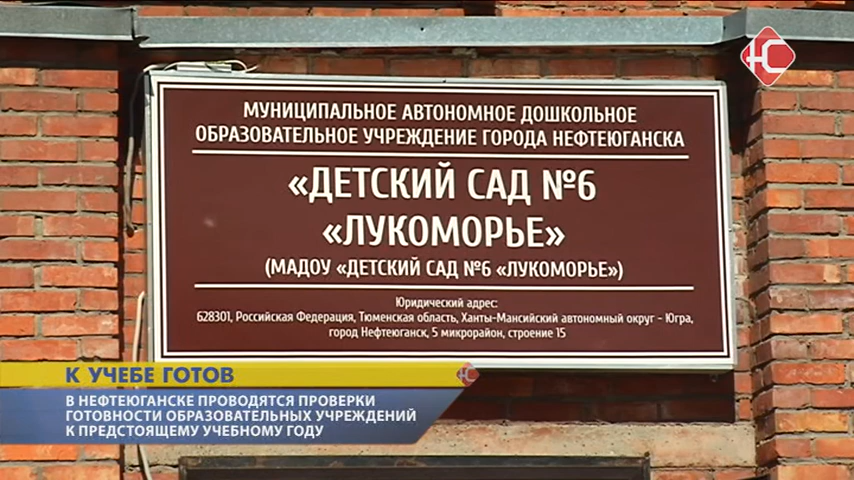 ЮС
МУНИЦИПАЛЬНОЕ АВТОНОМНОЕ ДОШКОЛЬНОЕ
ОБРАЗОВАТЕЛЬНОЕ УЧРЕЖДЕНИЕ ГОРОДА НЕФТЕЮГАНСКА
«ДЕТСКИЙ САД №6
«ЛУКОМОРЬЕ»
(МАДОУ «ДЕТСКИЙ САД №6 «ЛУКОМОРЬЕ»)
Юридический адрес:
628301, Российская Федерация, Тюменская область, Ханты-Мансийский автономный округ - Югра,
город Нефтеюганск, 5 микрорайон, строение 15
К УЧЕБЕ ГОТОВ
В НЕФТЕЮГАНСКЕ ПРОВОДЯТСЯ ПРОВЕРКИ
ГОТОВНОСТИ ОБРАЗОВАТЕЛЬНЫХ УЧРЕЖДЕНИЙ
К ПРЕДСТОЯЩЕМУ УЧЕБНОМУ ГОДУ